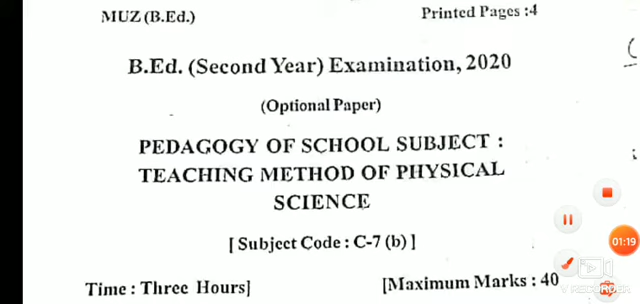 MUZ (B.Ed.)
Printed Pages :4
B.Ed. (Second Year) Examination, 2020
(Optional Paper)
PEDAGOGY OF SCHOOL SUBJECT :
TEACHING METHOD OF PHYSICAL
SCIENCE
[ Subject Code : C-7 (b) ]
01:19
Time : Three Hours]
[Maximum Marks : 40
V RECORDER